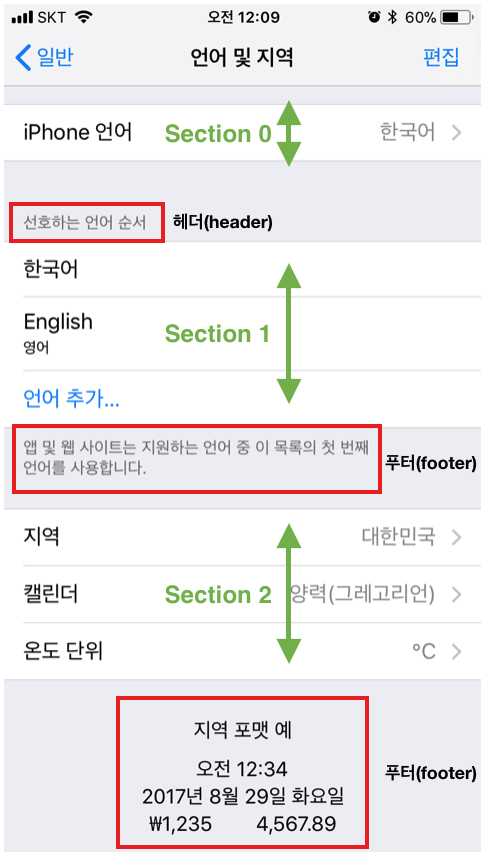 SKT 오전 12:09 60%
일반 언어 및 지역 편집
iPhone 언어 Section 0 한국어
선호하는 언어 순서 헤더(header)
한국어
English
영어
Section 1
언어 추가...
앱 및 웹 사이트는 지원하는 언어 중 이 목록의 첫 번째
언어를 사용합니다.
푸터(footer)
지역 대한민국
캘린더 Section 2 양력(그레고리언)
온도 단위 °C
지역 포맷 예
오전 12:34
푸터(footer)
2017년 8월 29일 화요일
₩1,235 4,567.89